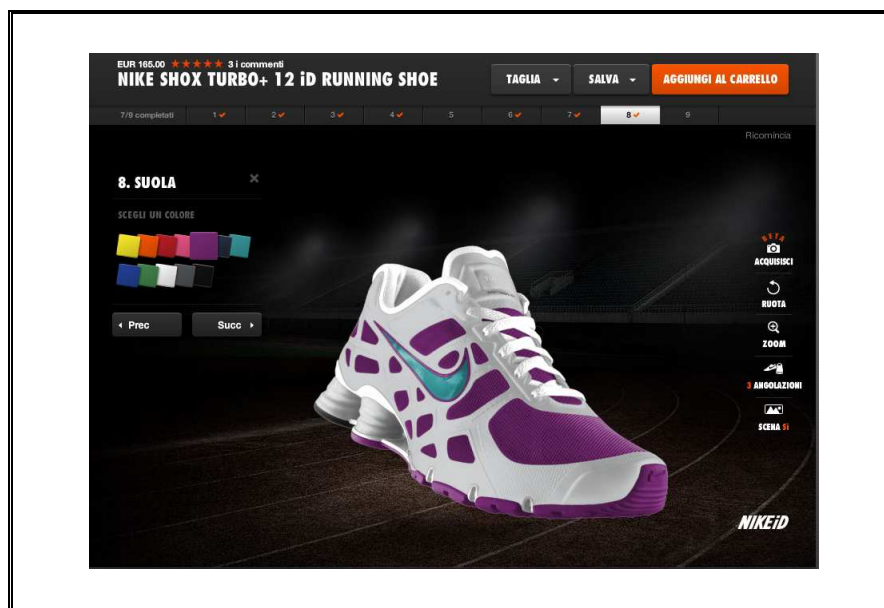 EUR 165.00 ★★★★★ 3 i commenti
NIKE SHOX TURBO+ 12 iD RUNNING SHOE
TAGLIA
SALVA
AGGIUNGI AL CARRELLO
7/9 completati 1 2 3 4 5 6 7 8 9
Ricomincia
8. SUOLA
SCEGLI UN COLORE
Prec
Succ
BETA
ACQUISISCI
RUOTA
ZOOM
3 ANGOLAZIONI
SCENA Sì
NIKEiD